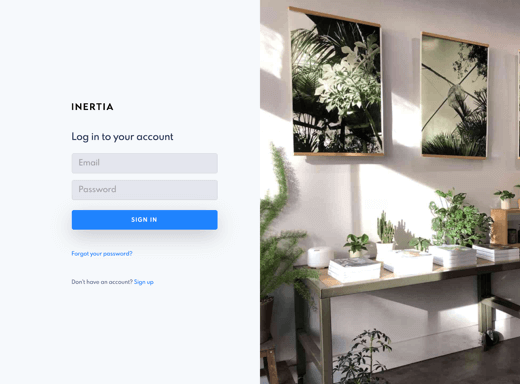 INERTIA
Log in to your account
Email
Password
SIGN IN
Forgot your password?
Don't have an account? Sign up